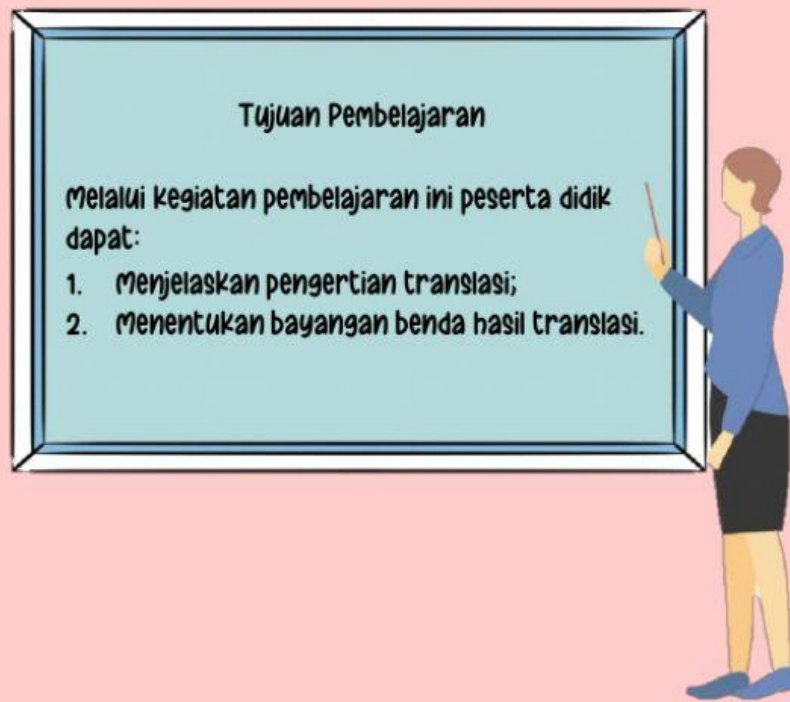 Tujuan Pembelajaran
Melalui kegiatan pembelajaran ini peserta didik
dapat:
1. Menjelaskan pengertian translasi;
2. Menentukan bayangan benda hasil translasi.